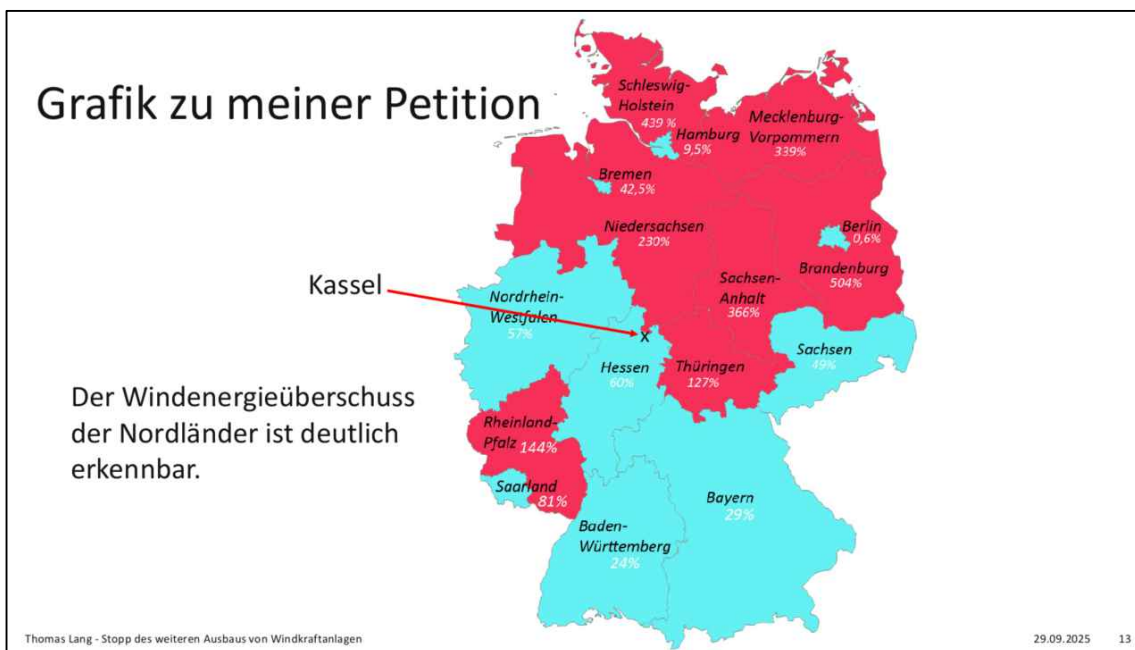 Grafik zu meiner Petition
Schleswig-
Holstein
439 %
Hamburg
9,5%
Mecklenburg-
Vorpommern
339%
Bremen
42,5%
Niedersachsen
230%
Berlin
0,6%
Brandenburg
504%
Sachsen-
Anhalt
366%
Kassel
Nordrhein-
Westfalen
57%
x
Hessen
60%
Thüringen
127%
Sachsen
49%
Der Windenergieüberschuss
der Nordländer ist deutlich
erkennbar.
Rheinland-
Pfalz 144%
Saarland
81%
Bayern
29%
Baden-
Württemberg
24%
Thomas Lang - Stopp des weiteren Ausbaus von Windkraftanlagen
29.09.2025 13